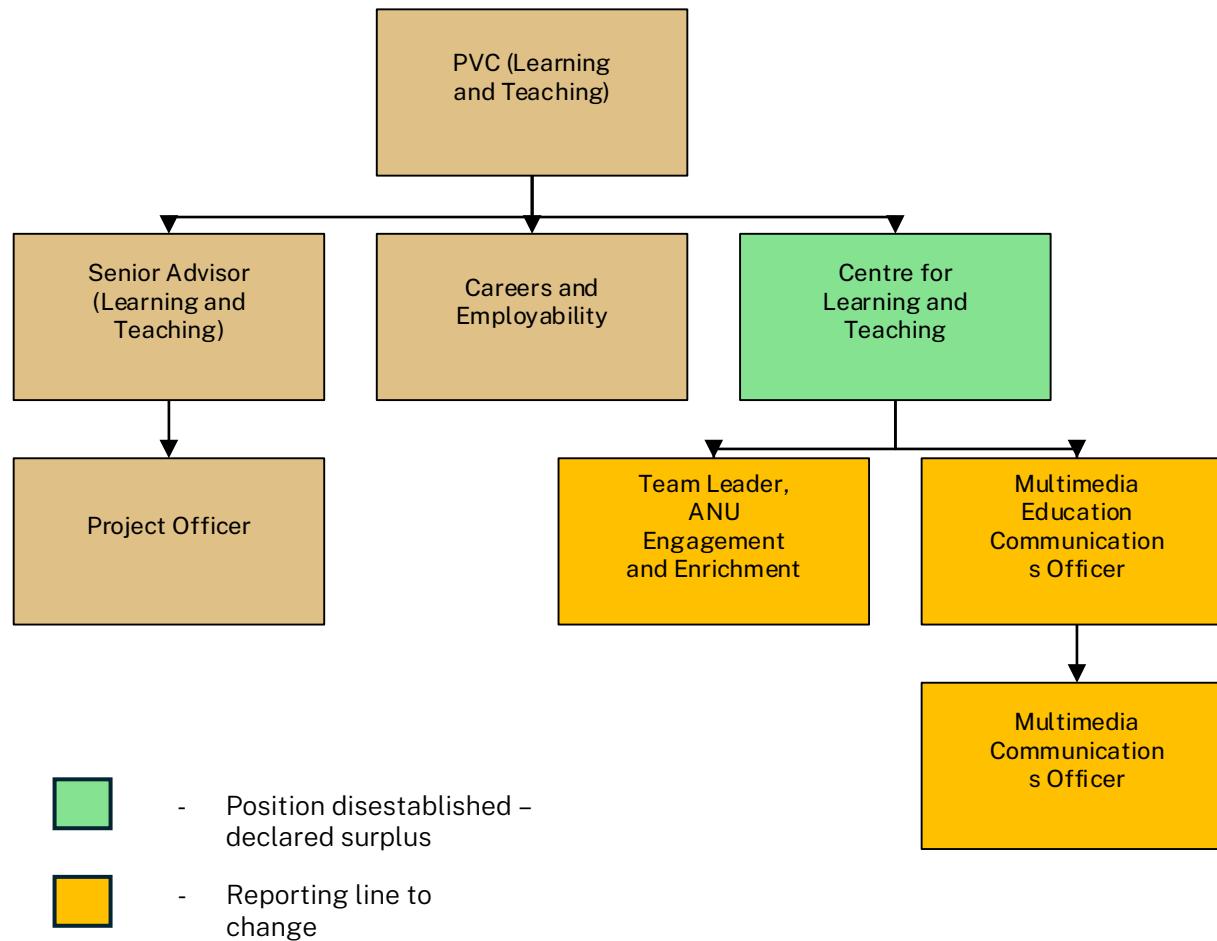 PVC (Learning
and Teaching)
Senior Advisor
(Learning and
Teaching)
Careers and
Employability
Centre for
Learning and
Teaching
Project Officer
Team Leader,
ANU
Engagement
and Enrichment
Multimedia
Education
Communication
s Officer
Multimedia
Communication
s Officer
- Position disestablished –
declared surplus
- Reporting line to
change